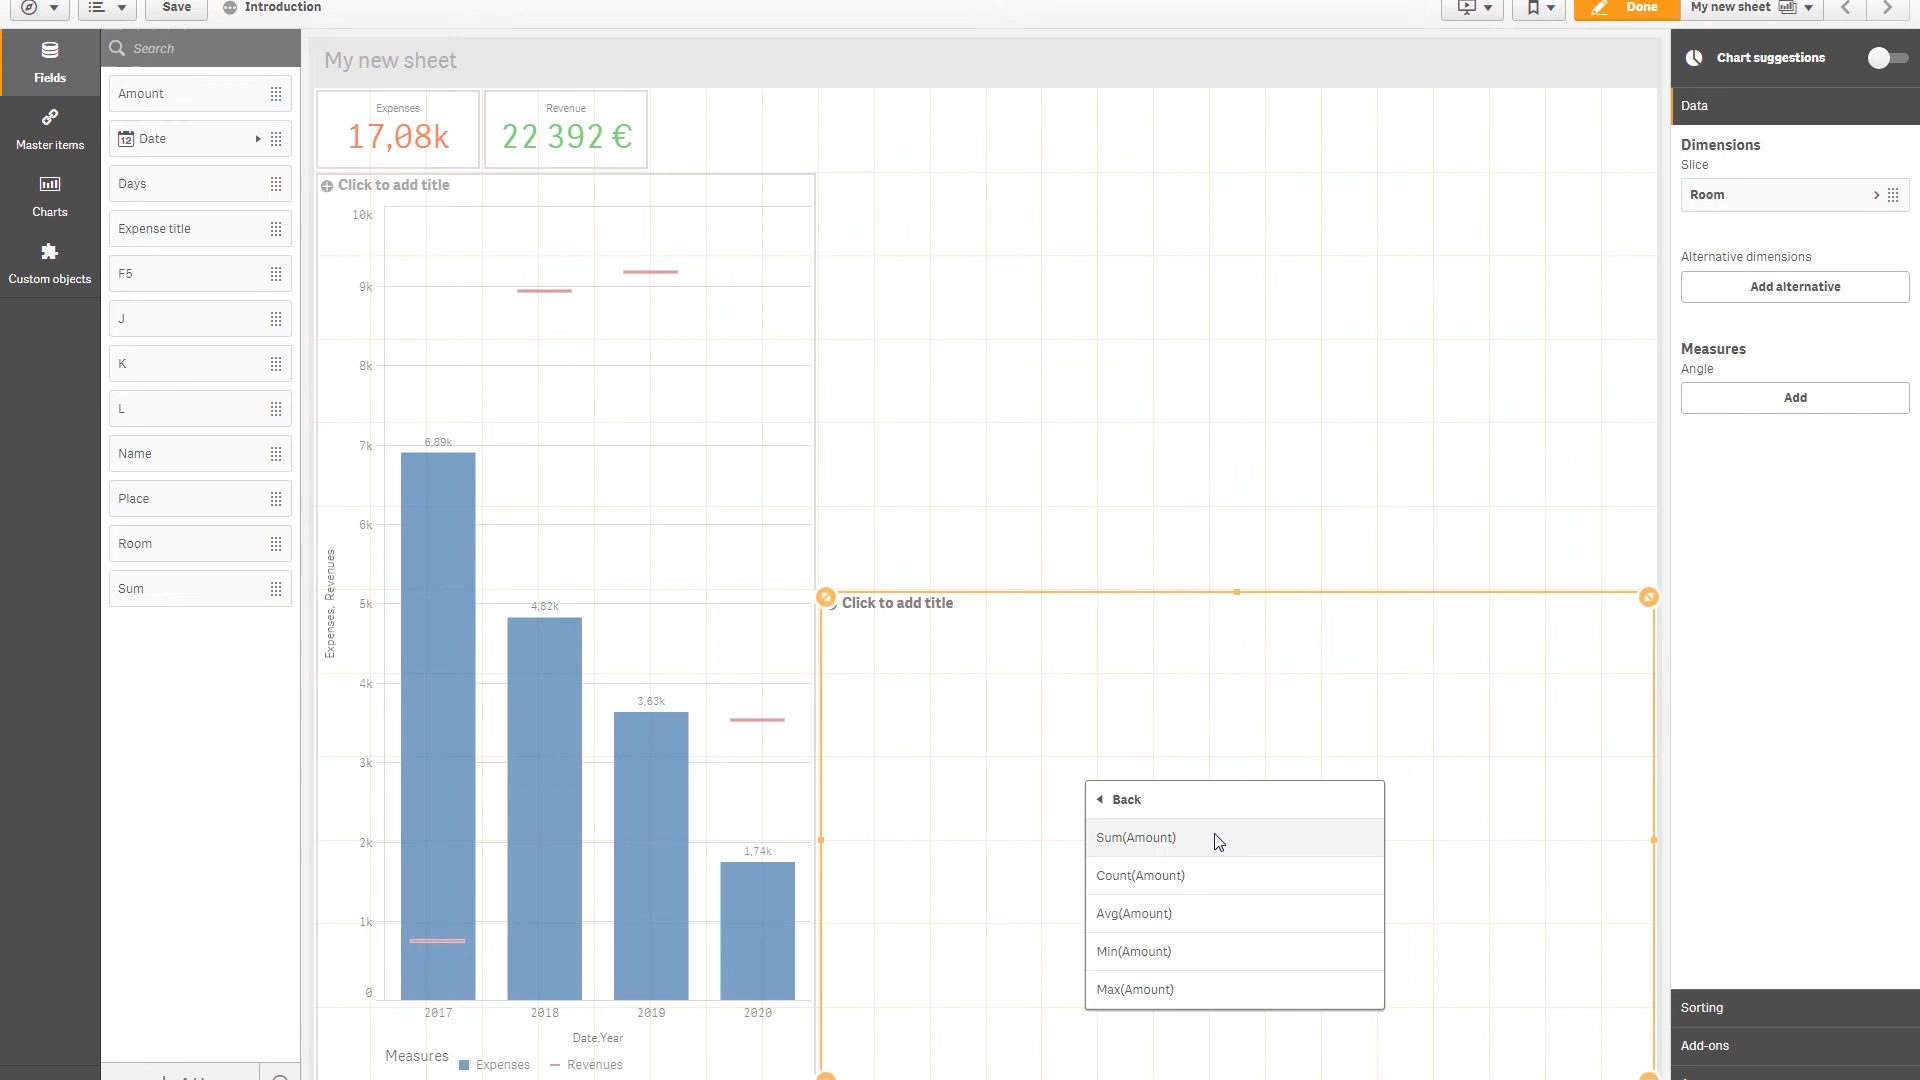 Save
Introduction
Done
My new sheet
Fields
Master items
Charts
Custom objects
Search
Amount
12
Date
Days
Expense title
F5
J
K
L
Name
Place
Room
Sum
My new sheet
Expenses
17,08k
Revenue
22 392 €
Click to add title
10k
9k
8k
7k
6k
5k
4k
3k
2k
1k
0
Expenses, Revenues
6,89k
4,82k
3,63k
1,74k
2017
2018
2019
2020
Date.Year
Measures
Expenses
Revenues
Click to add title
Back
Sum(Amount)
Count(Amount)
Avg(Amount)
Min(Amount)
Max(Amount)
Chart suggestions
Data
Dimensions
Slice
Room
Alternative dimensions
Add alternative
Measures
Angle
Add
Sorting
Add-ons